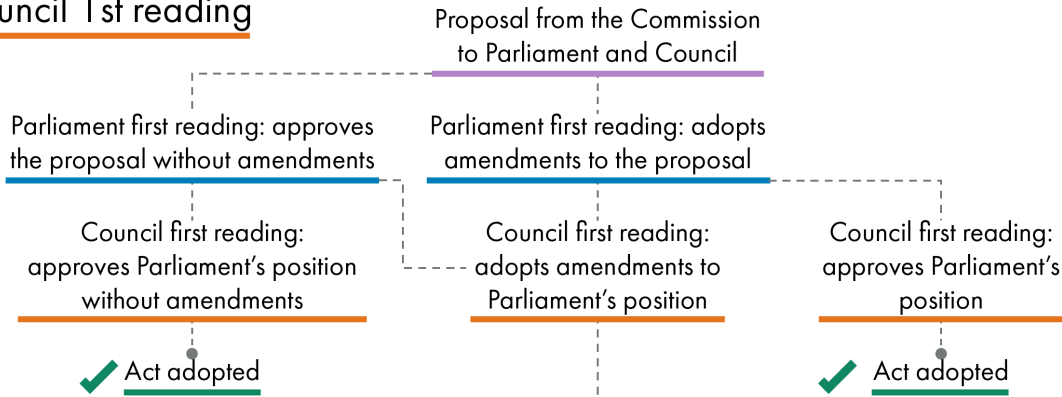 1st reading
Proposal from the Commission
to Parliament and Council
Parliament first reading: approves
the proposal without amendments
Parliament first reading: adopts
amendments to the proposal
Council first reading:
approves Parliament’s position
without amendments
Council first reading:
adopts amendments to
Parliament’s position
Council first reading:
approves Parliament’s
position
Act adopted
Act adopted